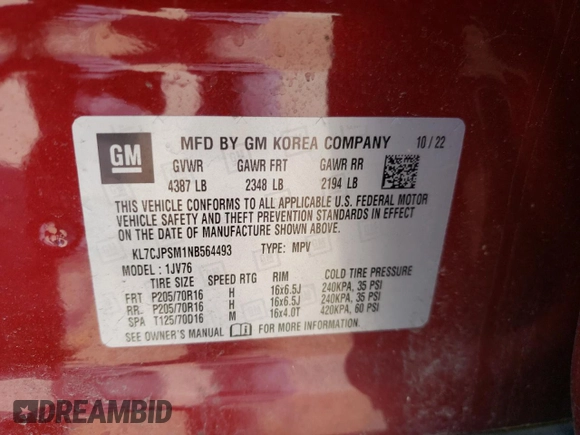 GM
MFD BY GM KOREA COMPANY 10/22
GVWR GAWR FRT GAWR RR
4387 LB 2348 LB 2194 LB
THIS VEHICLE CONFORMS TO ALL APPLICABLE U.S. FEDERAL MOTOR
VEHICLE SAFETY AND THEFT PREVENTION STANDARDS IN EFFECT
ON THE DATE OF MANUFACTURE SHOWN ABOVE.
KL7CJPSM1NB564493 TYPE: MPV
MODEL: 1JV76
TIRE SIZE SPEED RTG RIM COLD TIRE PRESSURE
FRT P205/70R16 H 16x6.5J 240KPA, 35 PSI
RR P205/70R16 H 16x6.5J 240KPA, 35 PSI
SPA T125/70D16 M 16x4.0T 420KPA, 60 PSI
SEE OWNER'S MANUAL FOR MORE INFORMATION.
DREAMBID